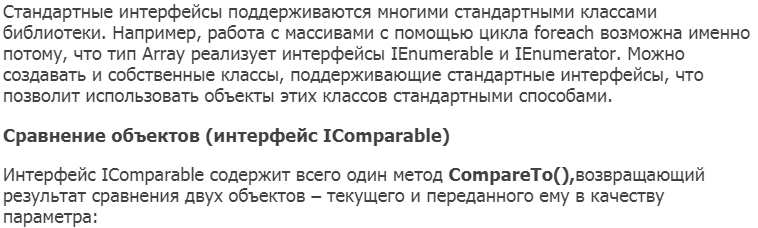 Стандартные интерфейсы поддерживаются многими стандартными классами
библиотеки. Например, работа с массивами с помощью цикла foreach возможна именно
потому, что тип Array реализует интерфейсы IEnumerable и IEnumerator. Можно
создавать и собственные классы, поддерживающие стандартные интерфейсы, что
позволит использовать объекты этих классов стандартными способами.
Сравнение объектов (интерфейс IComparable)
Интерфейс IComparable содержит всего один метод CompareTo(),возвращающий
результат сравнения двух объектов – текущего и переданного ему в качеству
параметра: